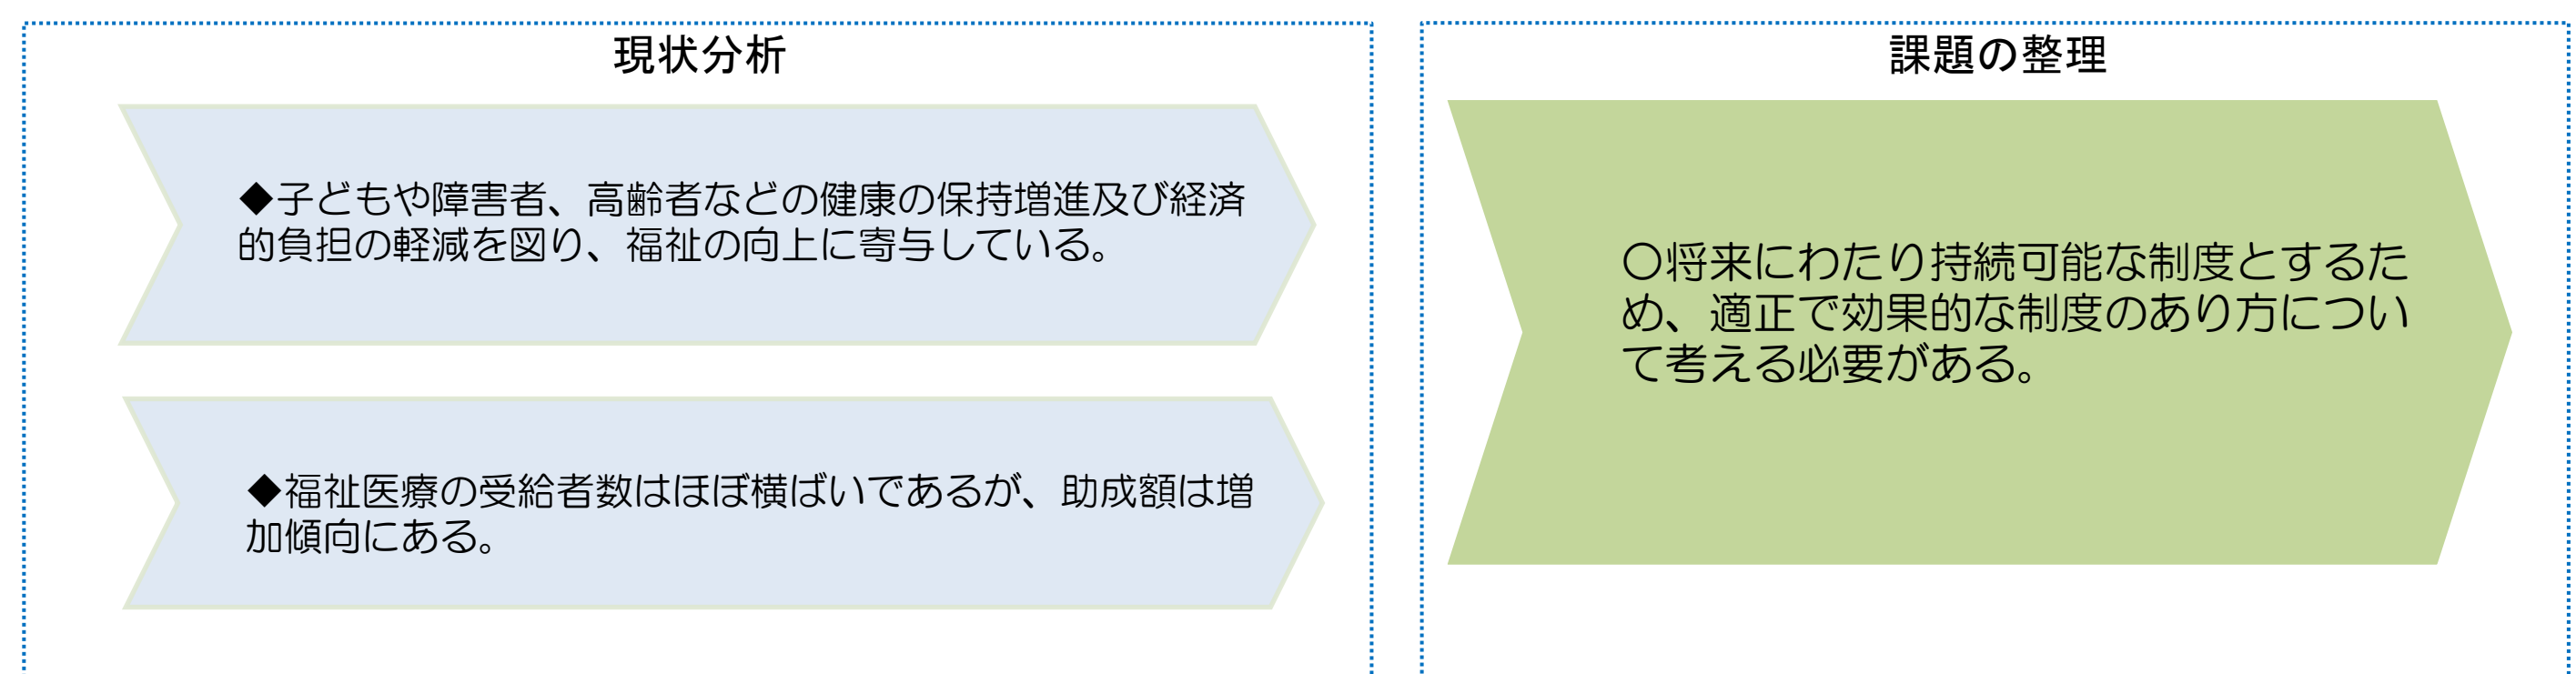 現状分析
◆子どもや障害者、高齢者などの健康の保持増進及び経済
的負担の軽減を図り、福祉の向上に寄与している。
◆福祉医療の受給者数はほぼ横ばいであるが、助成額は増
加傾向にある。
課題の整理
〇将来にわたり持続可能な制度とするた
め、適正で効果的な制度のあり方につい
て考える必要がある。